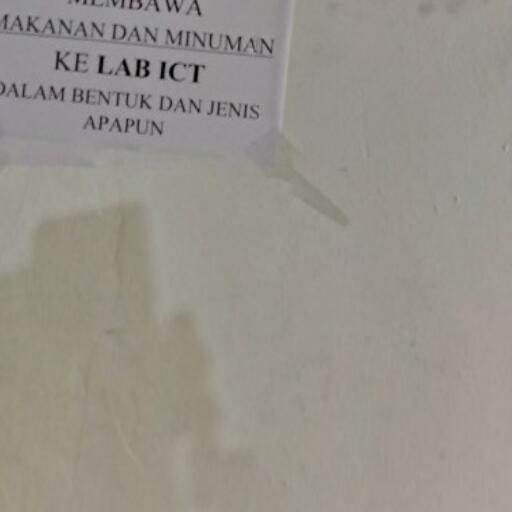 MEMBAWA
MAKANAN DAN MINUMAN
KE LAB ICT
DALAM BENTUK DAN JENIS
APAPUN